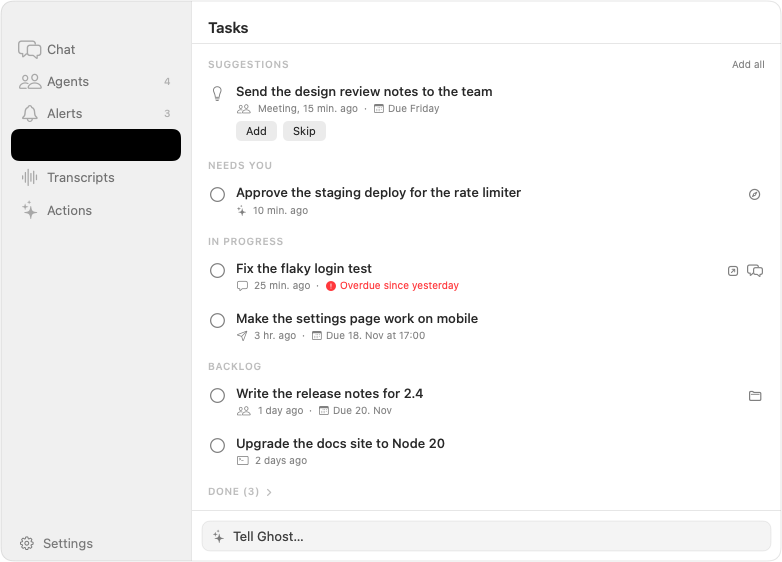 Tasks
Chat
Agents 4
Alerts 3
Transcripts
Actions
Settings
SUGGESTIONS Add all
Send the design review notes to the team
Meeting, 15 min. ago · Due Friday
Add Skip
NEEDS YOU
Approve the staging deploy for the rate limiter
10 min. ago
IN PROGRESS
Fix the flaky login test
25 min. ago · Overdue since yesterday
Make the settings page work on mobile
3 hr. ago · Due 18. Nov at 17:00
BACKLOG
Write the release notes for 2.4
1 day ago · Due 20. Nov
Upgrade the docs site to Node 20
2 days ago
DONE (3) >
Tell Ghost...